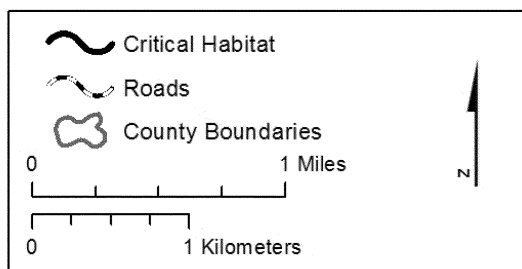 Critical Habitat
Roads
County Boundaries
0 1 Miles
0 1 Kilometers
N